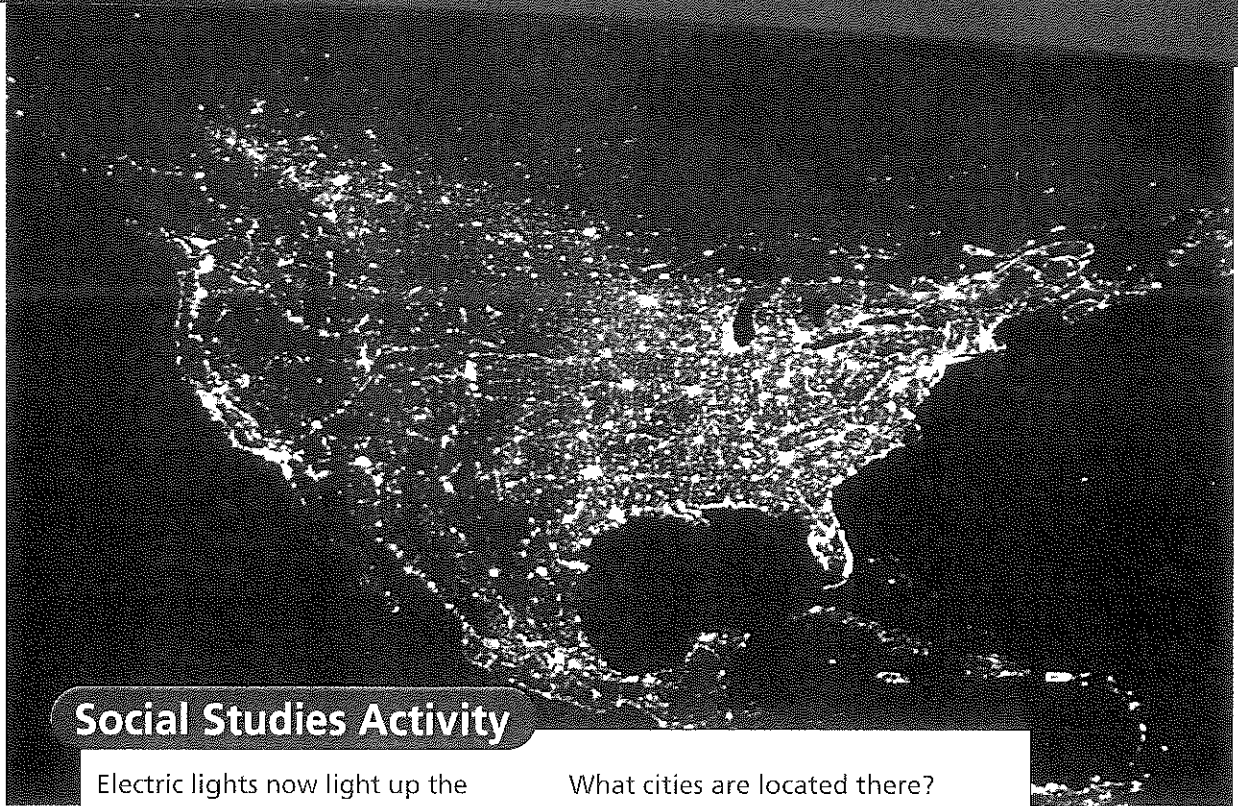 Social Studies Activity
Electric lights now light up the
What cities are located there?